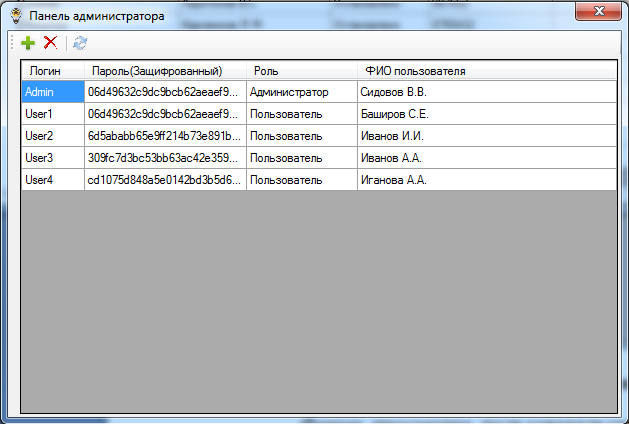 Панель администратора
Логин Пароль(Защифрованный) Роль ФИО пользователя
Admin 06d49632c9dc9bcb62aeaef9... Администратор Сидовов В.В.
User1 06d49632c9dc9bcb62aeaef9... Пользователь Баширов С.Е.
User2 6d5ababb65e9ff214b73e891b... Пользователь Иванов И.И.
User3 309fc7d3bc53bb63ac42e359... Пользователь Иванов А.А.
User4 cd1075d848a5e0142bd3b5d6... Пользователь Иганова А.А.